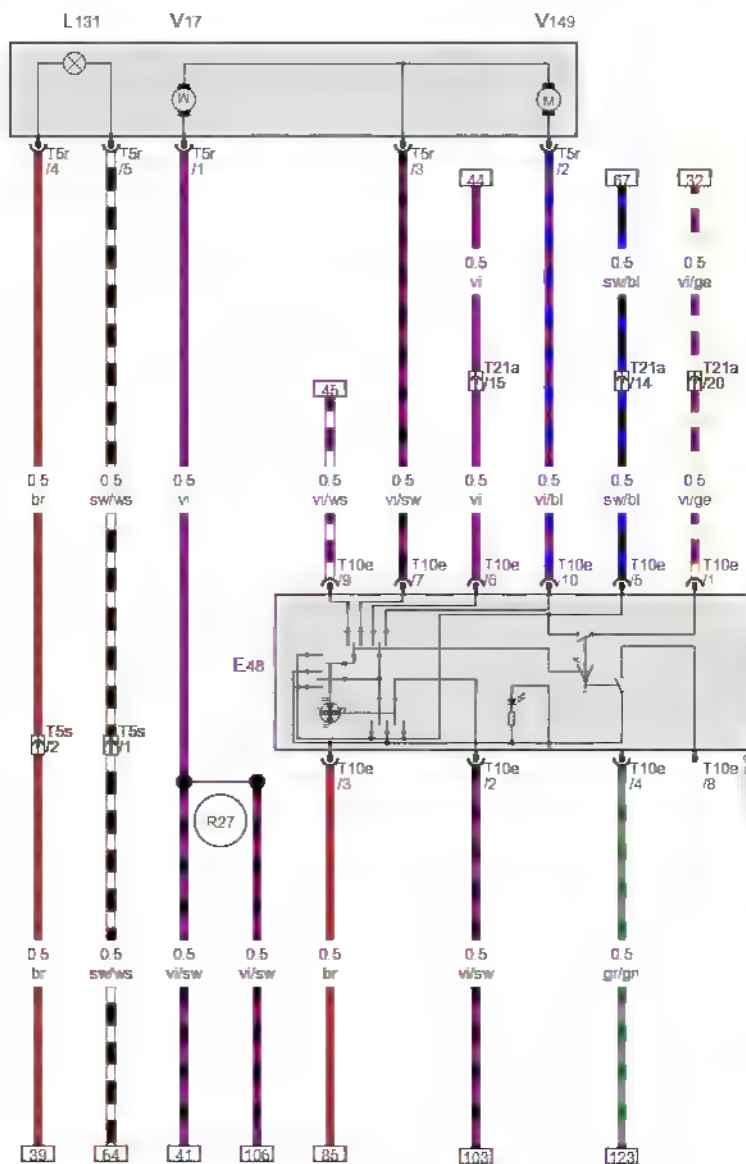 L131 V17 V149
W M
T5r /4
T5r /5
T5r /1
T5r /3
T5r /2
44 67 32
0.5 vi
0.5 sw/bl
0.5 vi/ge
T21a /15
T21a /14
T21a /20
45
0.5 br
0.5 sw/ws
0.5 vi
0.5 vi/ws
0.5 vi/sw
0.5 vi
0.5 vi/bl
0.5 sw/bl
0.5 vi/ge
T10e /9
T10e /7
T10e /6
T10e /10
T10e /5
T10e /1
E48
T5s /2
T5s /1
T10e /3
T10e /2
T10e /4
T10e /8
R27
0.5 br
0.5 sw/ws
0.5 vi/sw
0.5 vi/sw
0.5 br
0.5 vi/sw
0.5 gr/gn
39 64 41 106 85 103 123